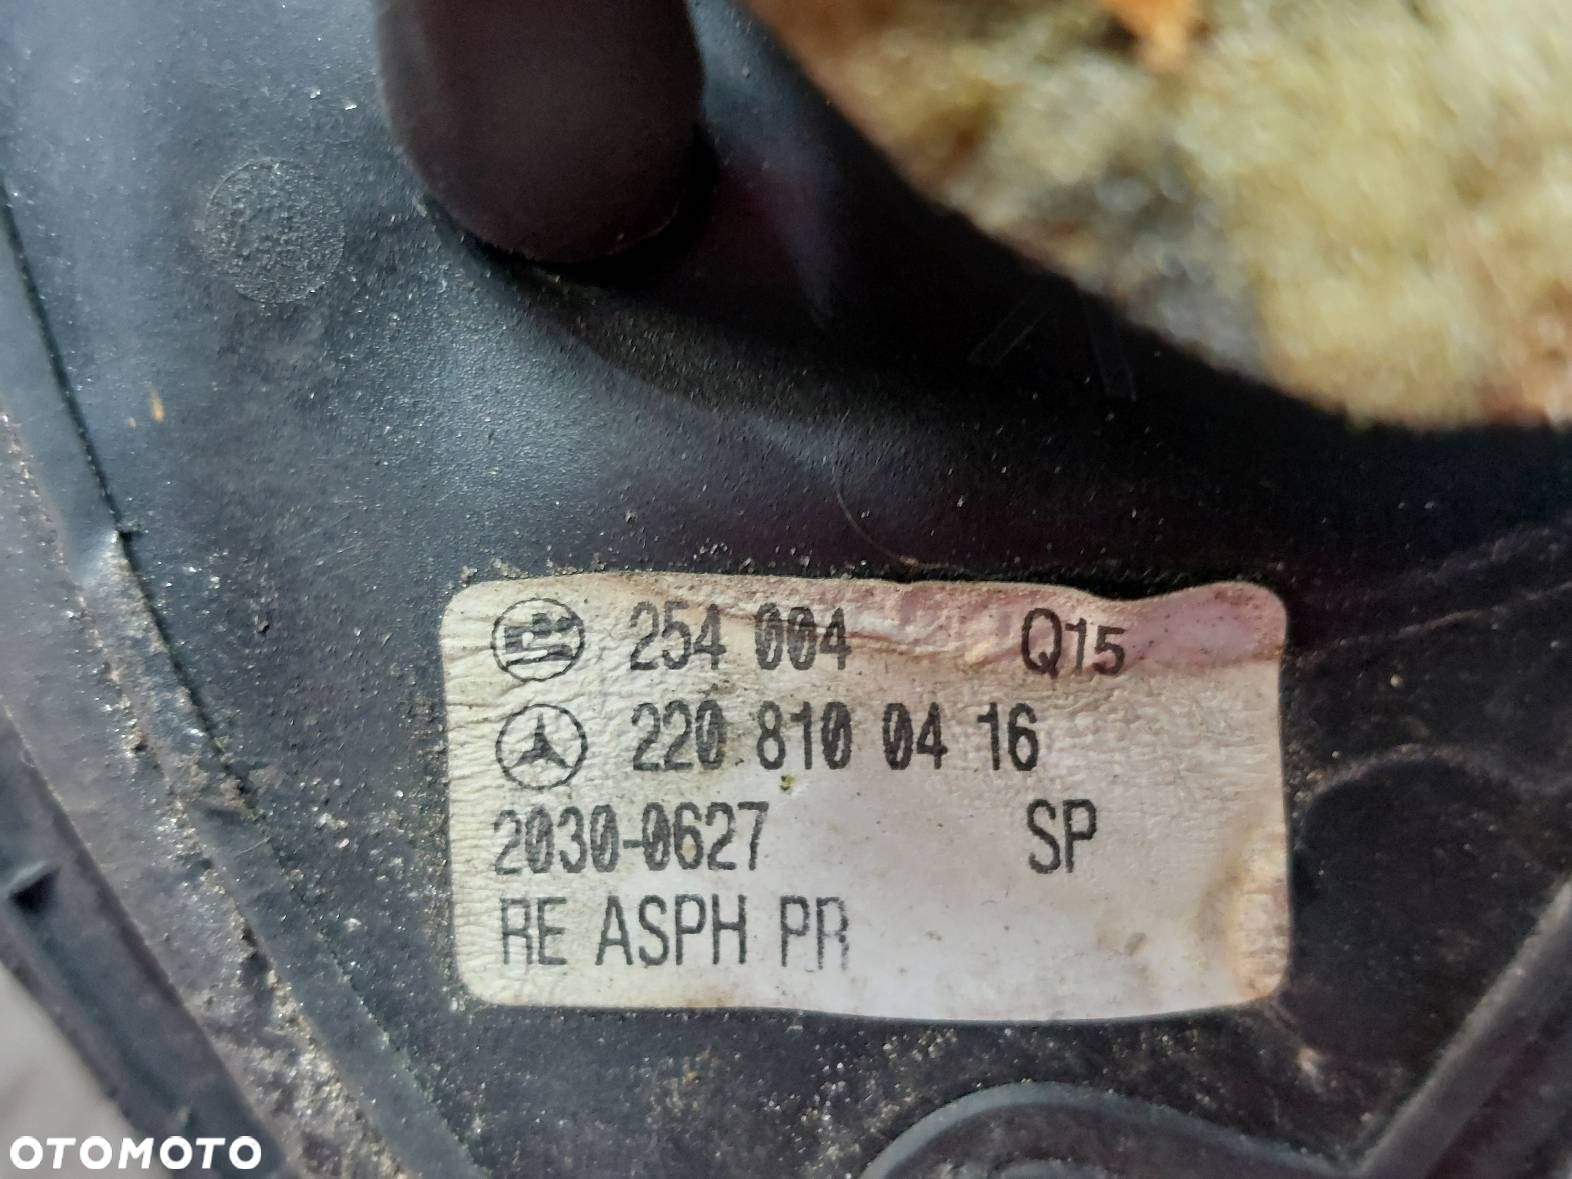 254 004 Q15
220 810 04 16
2030-0627 SP
RE ASPH PR
OTOMOTO